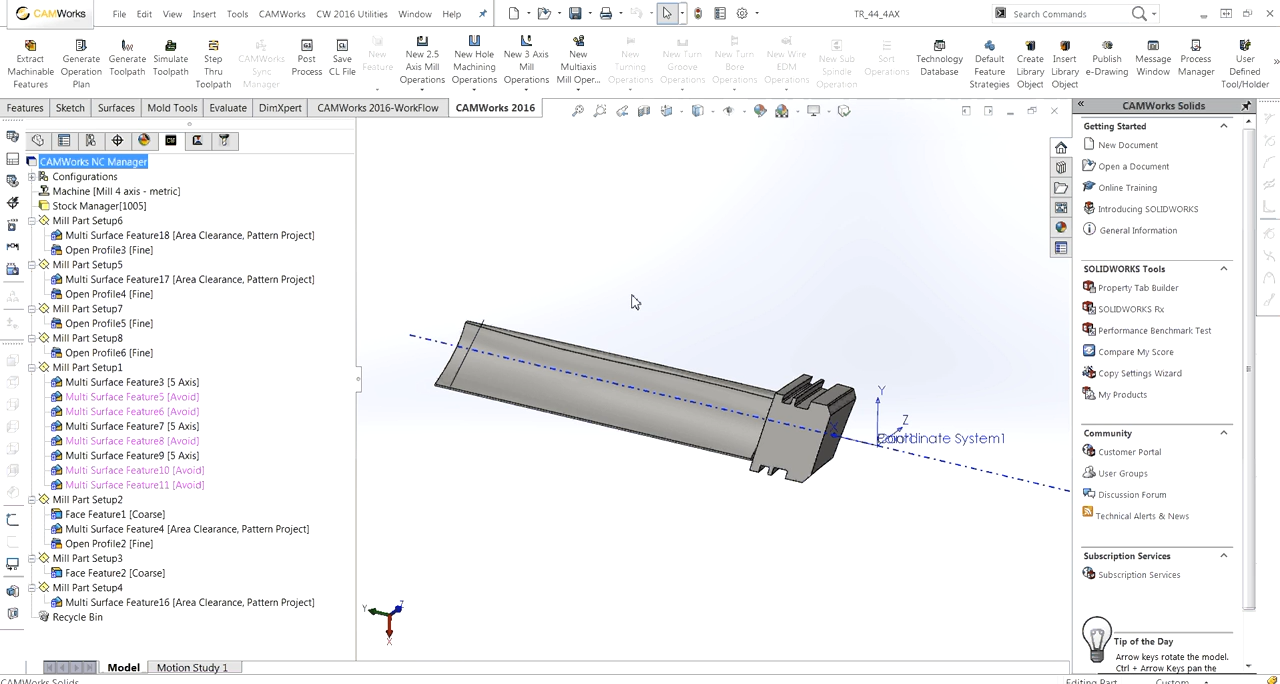 CAMWorks File Edit View Insert Tools CAMWorks CW 2016 Utilities Window Help TR_44_4AX Search Commands
Extract Machinable Features
Generate Operation Plan
Generate Toolpath
Simulate Toolpath
Step Thru Toolpath
CAMWorks Sync Manager
Post Process
Save CL File
New Feature
New 2.5 Axis Mill Operations
New Hole Machining Operations
New 3 Axis Mill Operations
New Multiaxis Mill Oper...
New Turning Operations
New Turn Groove Operations
New Turn Bore Operations
New Wire EDM Operations
New Sub Spindle Operation
Sort Operations
Technology Database
Default Feature Strategies
Create Library Object
Insert Library Object
Publish e-Drawing
Message Window
Process Manager
User Defined Tool/Holder
Features Sketch Surfaces Mold Tools Evaluate DimXpert CAMWorks 2016-WorkFlow CAMWorks 2016
CAMWorks NC Manager
Configurations
Machine [Mill 4 axis - metric]
Stock Manager[1005]
Mill Part Setup6
Multi Surface Feature18 [Area Clearance, Pattern Project]
Open Profile3 [Fine]
Mill Part Setup5
Multi Surface Feature17 [Area Clearance, Pattern Project]
Open Profile4 [Fine]
Mill Part Setup7
Open Profile5 [Fine]
Mill Part Setup8
Open Profile6 [Fine]
Mill Part Setup1
Multi Surface Feature3 [5 Axis]
Multi Surface Feature5 [Avoid]
Multi Surface Feature6 [Avoid]
Multi Surface Feature7 [5 Axis]
Multi Surface Feature8 [Avoid]
Multi Surface Feature9 [5 Axis]
Multi Surface Feature10 [Avoid]
Multi Surface Feature11 [Avoid]
Mill Part Setup2
Face Feature1 [Coarse]
Multi Surface Feature4 [Area Clearance, Pattern Project]
Open Profile2 [Fine]
Mill Part Setup3
Face Feature2 [Coarse]
Mill Part Setup4
Multi Surface Feature16 [Area Clearance, Pattern Project]
Recycle Bin
Y
Z
X
Y
Z
X
CAMWorks Solids
Getting Started
New Document
Open a Document
Online Training
Introducing SOLIDWORKS
General Information
SOLIDWORKS Tools
Property Tab Builder
SOLIDWORKS Rx
Performance Benchmark Test
Compare My Score
Copy Settings Wizard
My Products
Community
Customer Portal
User Groups
Discussion Forum
Technical Alerts & News
Subscription Services
Subscription Services
Tip of the Day
Arrow keys rotate the model.
Ctrl + Arrow Keys pan the
Model Motion Study 1
CAMWorks Solids Editing Part Custom